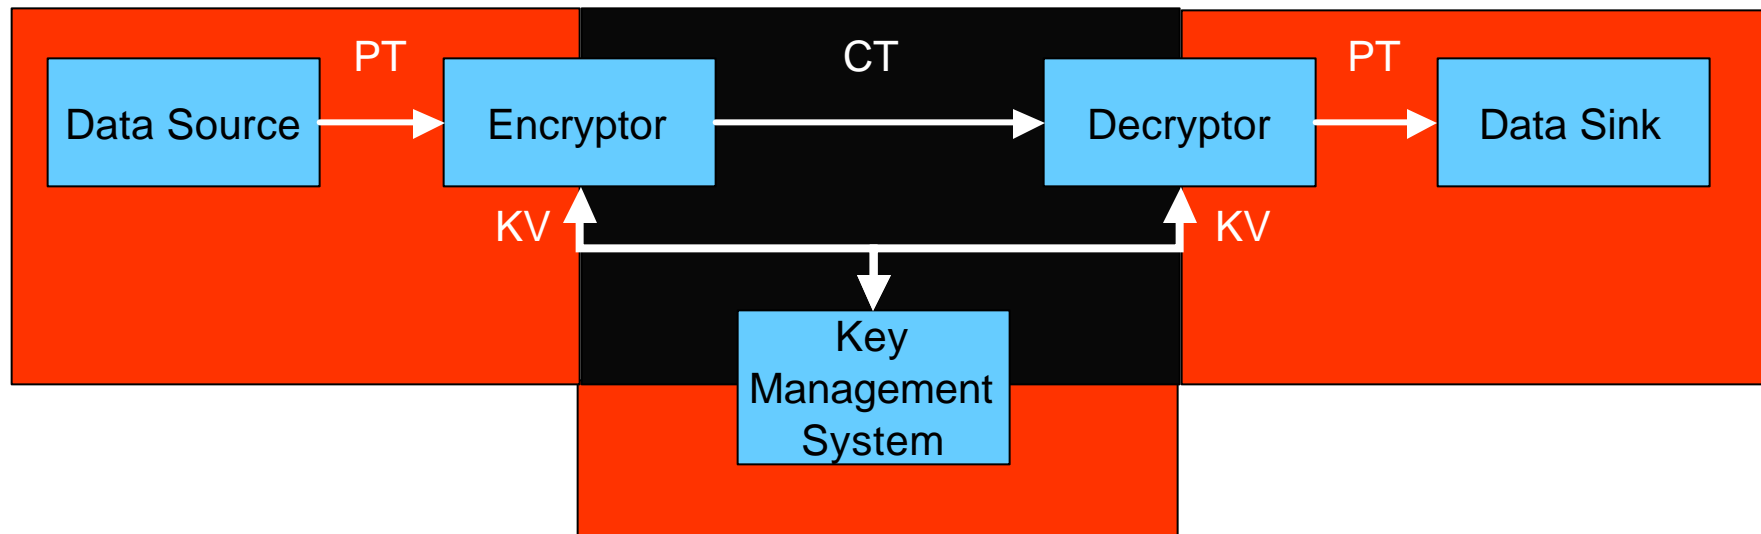 PT
CT
PT
Data Source
Encryptor
Decryptor
Data Sink
KV
KV
Key
Management
System